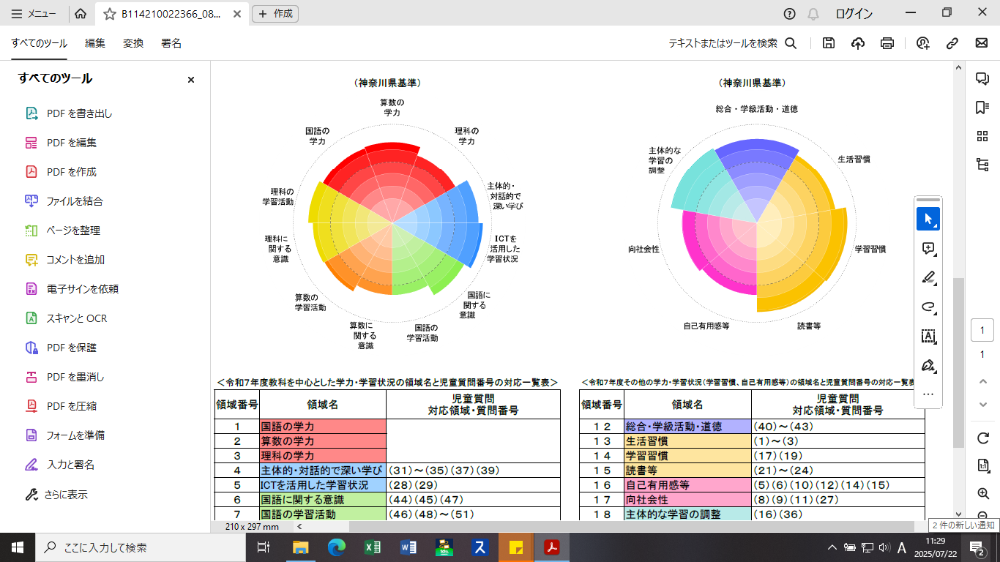 メニュー
B114210022366_08...
作成
ログイン
すべてのツール
編集
変換
署名
テキストまたはツールを検索
すべてのツール
PDF を書き出し
PDF を編集
PDF を作成
ファイルを結合
ページを整理
コメントを追加
電子サインを依頼
スキャンと OCR
PDF を保護
PDF を墨消し
PDF を圧縮
フォームを準備
入力と署名
さらに表示
（神奈川県基準）
算数の
学力
国語の
学力
理科の
学力
理科の
学習活動
主体的・
対話的で
深い学び
理科に
関する
意識
ICTを
活用した
学習状況
算数の
学習活動
国語に
関する
意識
算数に
関する
意識
国語の
学習活動
（神奈川県基準）
総合・学級活動・道徳
主体的な
学習の
調整
生活習慣
向社会性
学習習慣
自己有用感等
読書等
＜令和７年度教科を中心とした学力・学習状況の領域名と児童質問番号の対応一覧表＞
領域番号 領域名 児童質問
対応領域・質問番号
1 国語の学力
2 算数の学力
3 理科の学力
4 主体的・対話的で深い学び （31）～（35）（37）（39）
5 ICTを活用した学習状況 （28）（29）
6 国語に関する意識 （44）（45）（47）
7 国語の学習活動 （46）（48）～（51）
＜令和７年度その他の学力・学習状況（学習習慣、自己有用感等）の領域名と児童質問番号の対応一覧表
領域番号 領域名 児童質問
対応領域・質問番号
１２ 総合・学級活動・道徳 （40）～（43）
１３ 生活習慣 （1）～（3）
１４ 学習習慣 （17）（19）
１５ 読書等 （21）～（24）
１６ 自己有用感等 （5）（6）（10）（12）（14）（15）
１７ 向社会性 （8）（9）（11）（27）
１８ 主体的な学習の調整 （16）（36）
1
1
210 x 297 mm
2 件の新しい通知
ここに入力して検索
A
11:29
2025/07/22
2